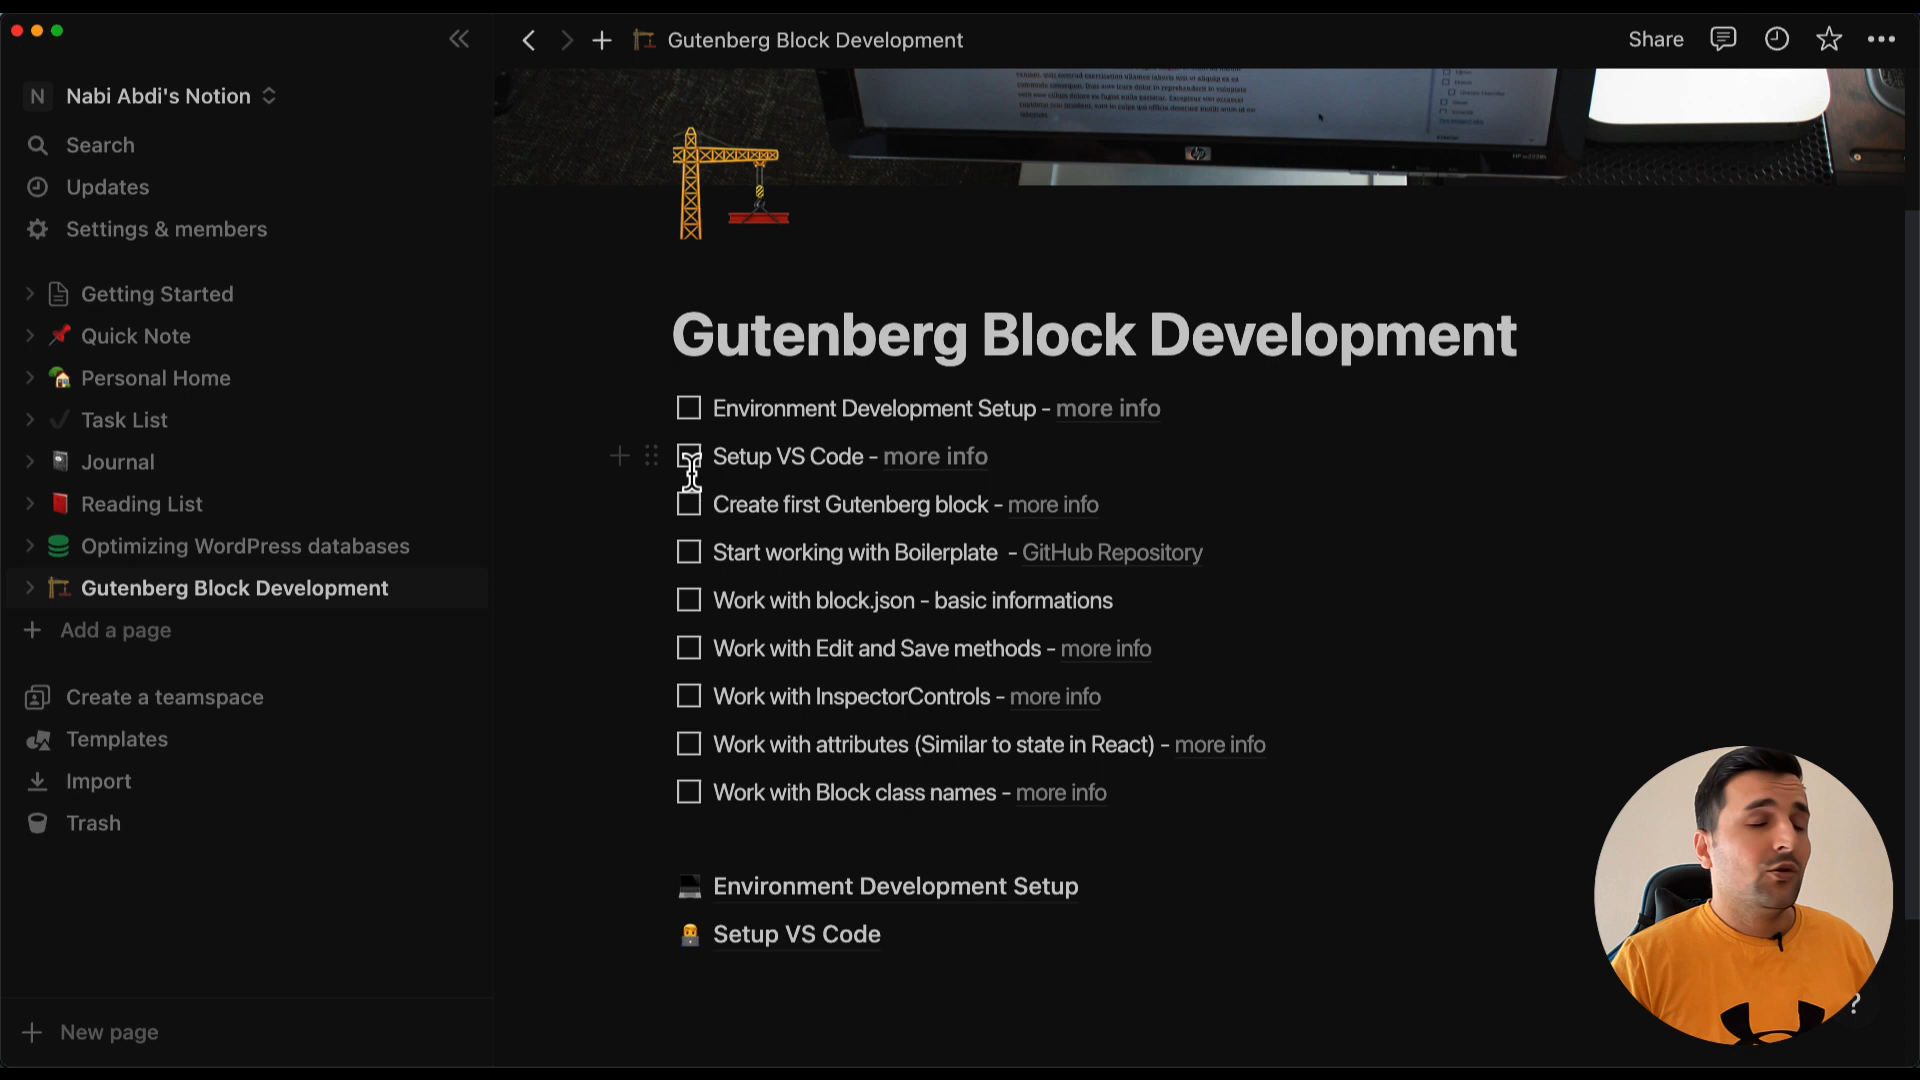 Gutenberg Block Development
Share
N
Nabi Abdi's Notion
Search
Updates
Settings & members
Getting Started
Quick Note
Personal Home
Task List
Journal
Reading List
Optimizing WordPress databases
Gutenberg Block Development
Add a page
Create a teamspace
Templates
Import
Trash
New page
hp
Gutenberg Block Development
Environment Development Setup - more info
Setup VS Code - more info
Create first Gutenberg block - more info
Start working with Boilerplate - GitHub Repository
Work with block.json - basic informations
Work with Edit and Save methods - more info
Work with InspectorControls - more info
Work with attributes (Similar to state in React) - more info
Work with Block class names - more info
Environment Development Setup
Setup VS Code
?